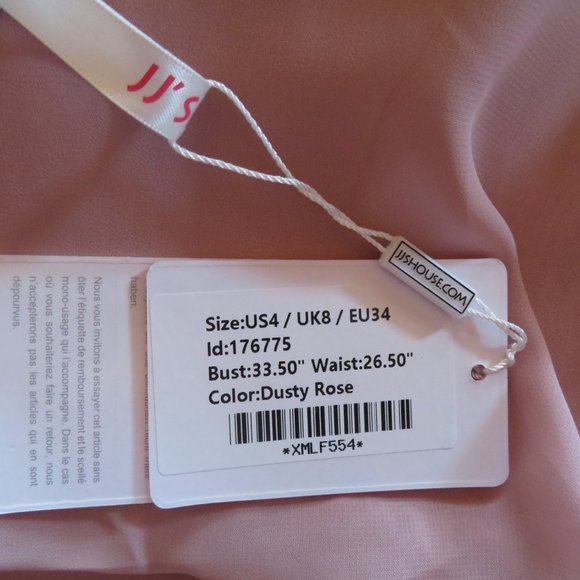 JJ's
JJSHOUSE.COM
Size:US4 / UK8 / EU34
Id:176775
Bust:33.50" Waist:26.50"
Color:Dusty Rose
*XMLF554*
haben.
Nous vous invitons à essayer cet article sans
ôter l'étiquette de remboursement et le scellé
mono-usage qui l'accompagne. Dans le cas
où vous souhaiteriez faire un retour, nous
n'accepterons pas les articles qui en sont
dépourvus.